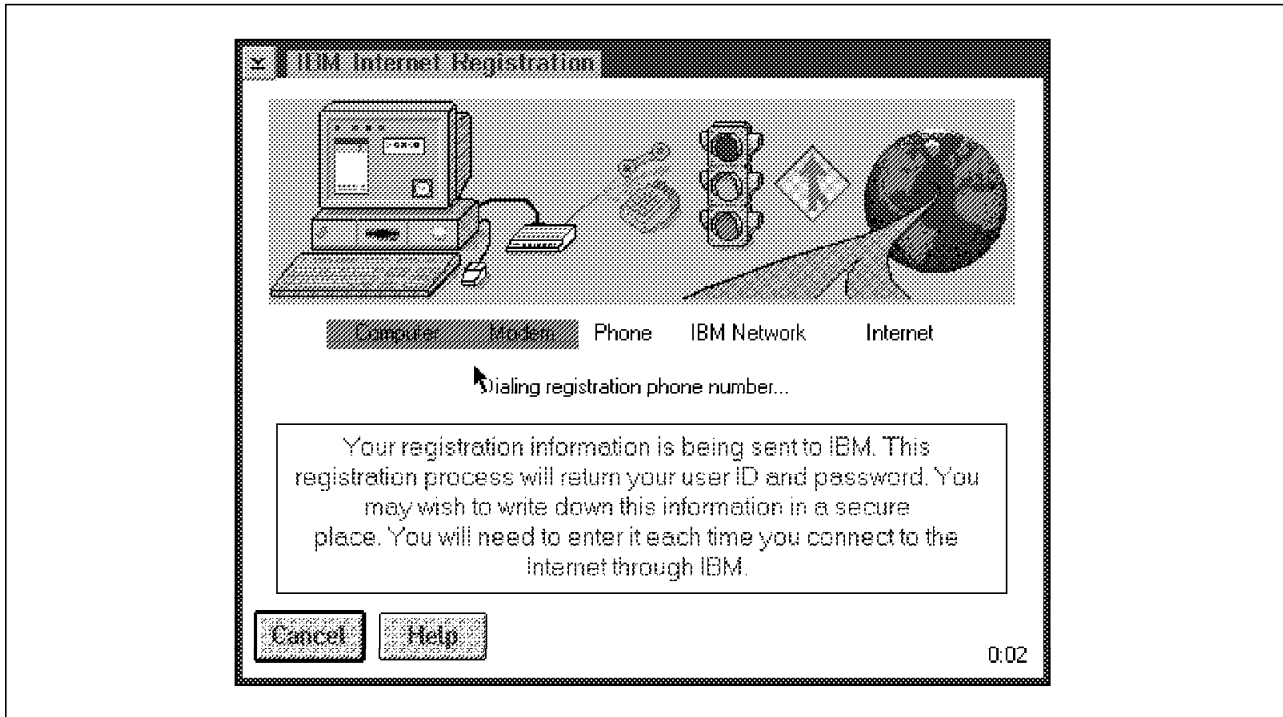 IBM Internet Registration
Computer Modem Phone IBM Network Internet
Dialing registration phone number...
Your registration information is being sent to IBM. This
registration process will return your user ID and password. You
may wish to write down this information in a secure
place. You will need to enter it each time you connect to the
Internet through IBM.
Cancel Help
0:02